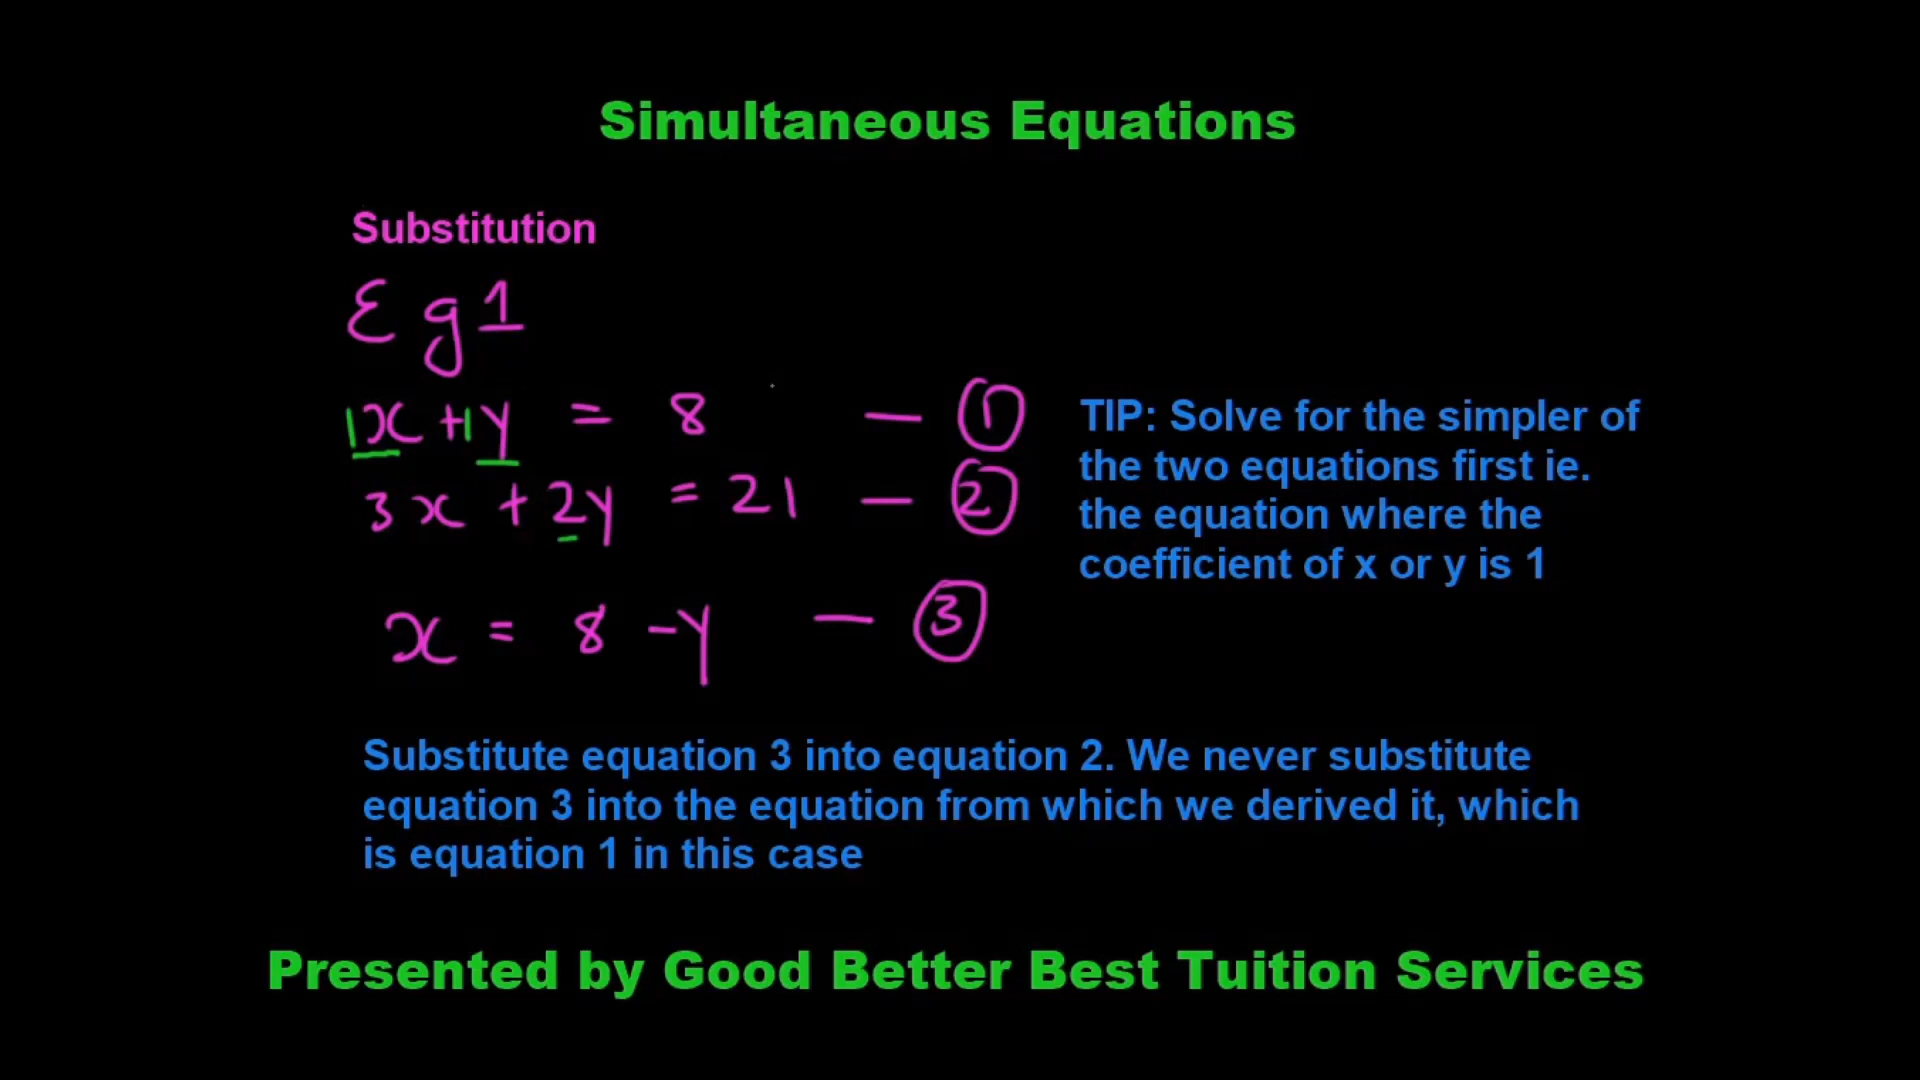 Simultaneous Equations
Substitution
Eg 1
1x + 1y = 8 — ①
3x + 2y = 21 — ②
x = 8 - y — ③
TIP: Solve for the simpler of
the two equations first ie.
the equation where the
coefficient of x or y is 1
Substitute equation 3 into equation 2. We never substitute
equation 3 into the equation from which we derived it, which
is equation 1 in this case
Presented by Good Better Best Tuition Services